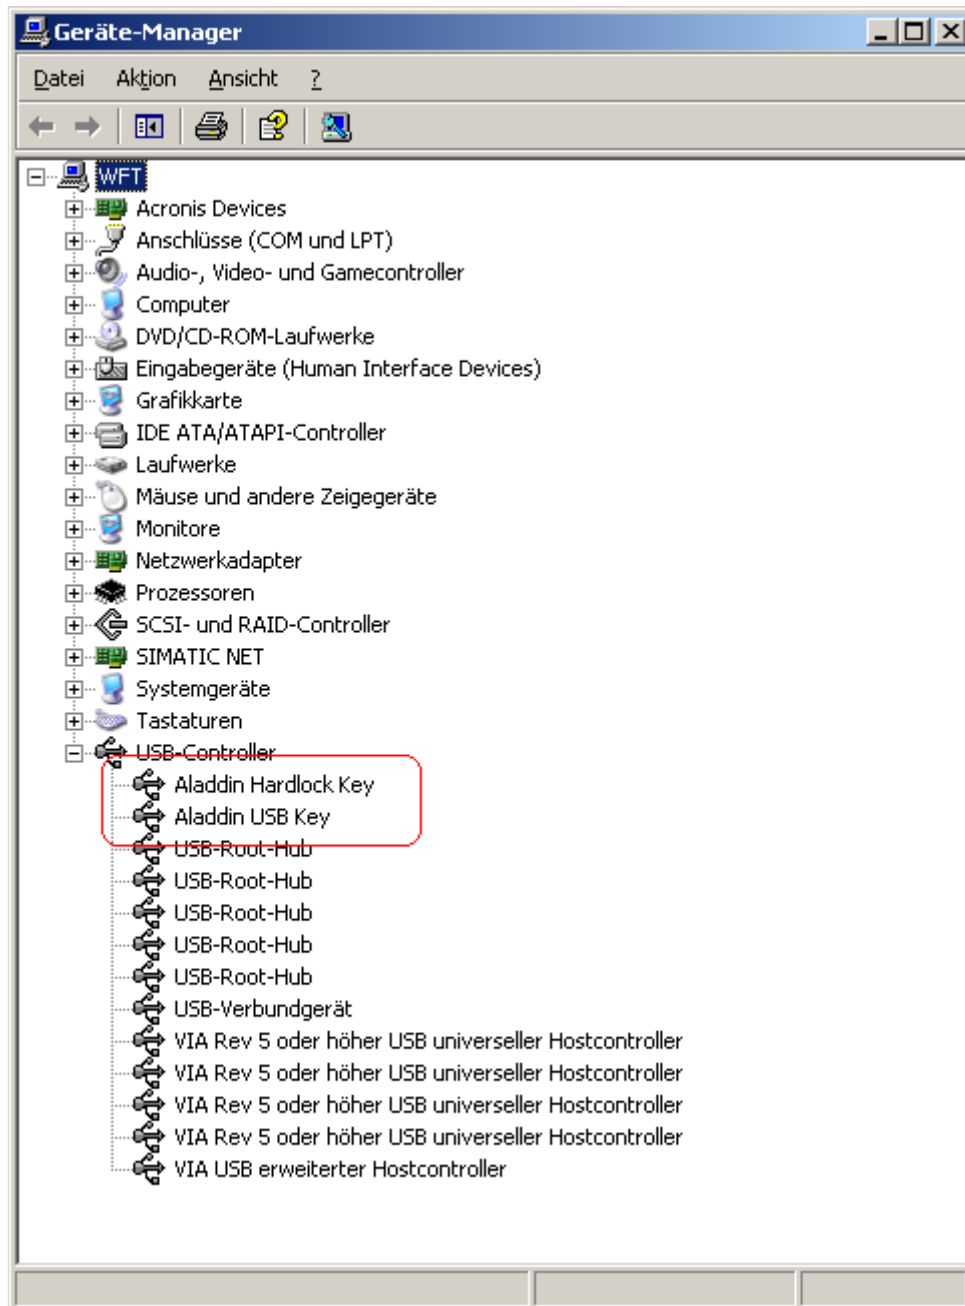 Geräte-Manager
Datei Aktion Ansicht ?
WFT
Acronis Devices
Anschlüsse (COM und LPT)
Audio-, Video- und Gamecontroller
Computer
DVD/CD-ROM-Laufwerke
Eingabegeräte (Human Interface Devices)
Grafikkarte
IDE ATA/ATAPI-Controller
Laufwerke
Mäuse und andere Zeigegeräte
Monitore
Netzwerkadapter
Prozessoren
SCSI- und RAID-Controller
SIMATIC NET
Systemgeräte
Tastaturen
USB-Controller
Aladdin Hardlock Key
Aladdin USB Key
USB-Root-Hub
USB-Root-Hub
USB-Root-Hub
USB-Root-Hub
USB-Root-Hub
USB-Verbundgerät
VIA Rev 5 oder höher USB universeller Hostcontroller
VIA Rev 5 oder höher USB universeller Hostcontroller
VIA Rev 5 oder höher USB universeller Hostcontroller
VIA Rev 5 oder höher USB universeller Hostcontroller
VIA USB erweiterter Hostcontroller